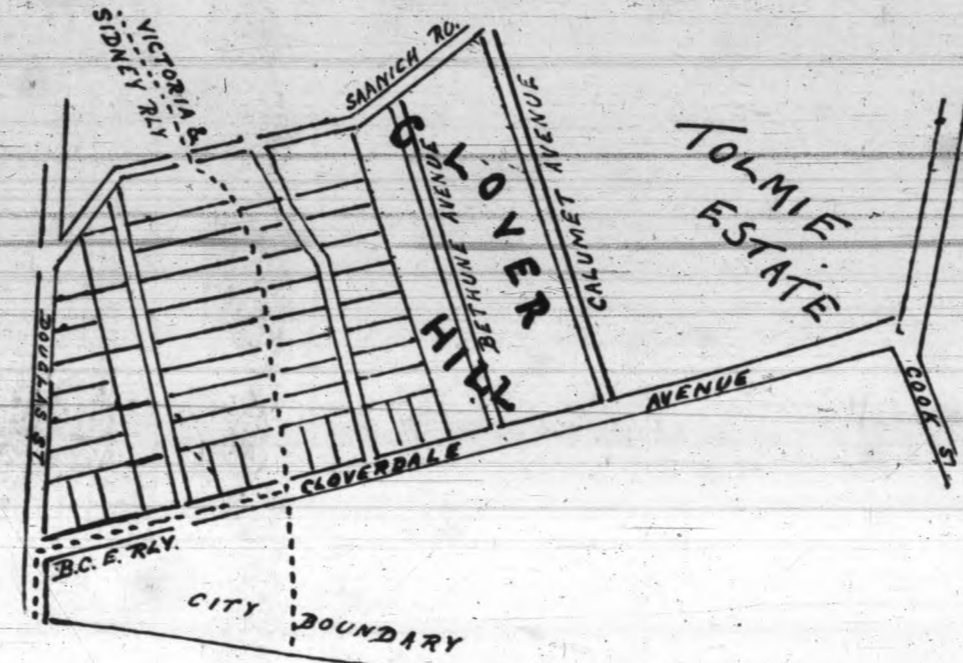 VICTORIA &
SIDNEY RLY
SAANICH RD.
CLOVER
HILL
BETHUNE AVENUE
CALUMET AVENUE
TOLMIE
ESTATE
DOUGLAS ST
CLOVERDALE
AVENUE
COOK ST
B.C.E. RLY.
CITY
BOUNDARY